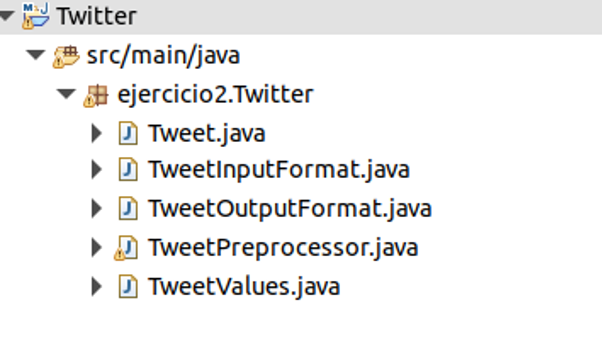 Twitter
src/main/java
ejercicio2.Twitter
Tweet.java
TweetInputFormat.java
TweetOutputFormat.java
TweetPreprocessor.java
TweetValues.java